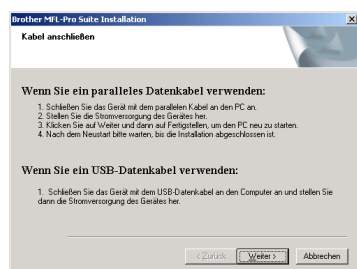 Brother MFL-Pro Suite Installation
Kabel anschließen
Wenn Sie ein paralleles Datenkabel verwenden:
1. Schließen Sie das Gerät mit dem parallelen Kabel an den PC an.
2. Stellen Sie die Stromversorgung des Gerätes her.
3. Klicken Sie auf Weiter und dann auf Fertigstellen, um den PC neu zu starten.
4. Nach dem Neustart bitte warten, bis die Installation abgeschlossen ist.
Wenn Sie ein USB-Datenkabel verwenden:
1. Schließen Sie das Gerät mit dem USB-Datenkabel an den Computer an und stellen Sie
dann die Stromversorgung des Gerätes her.
< Zurück Weiter > Abbrechen